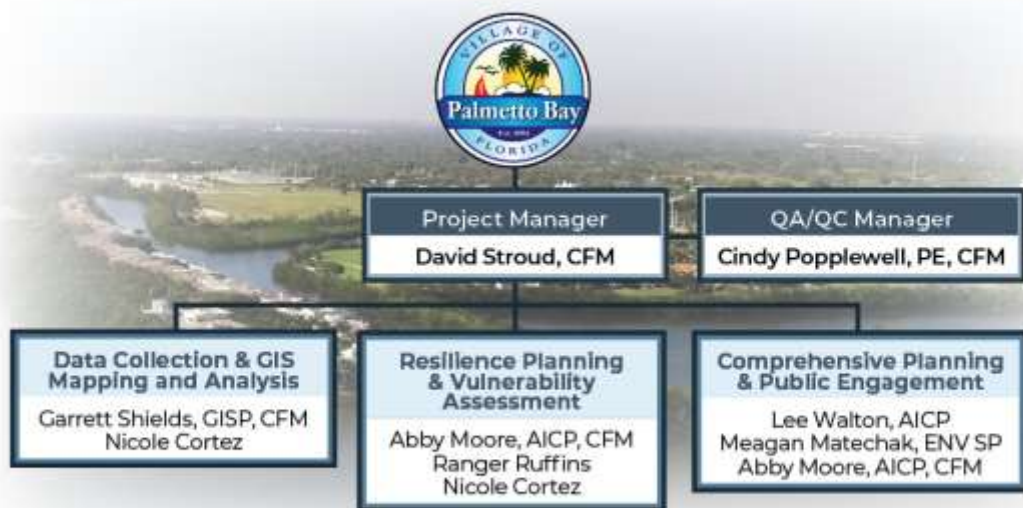 VILLAGE OF
Palmetto Bay
FLORIDA
Project Manager
David Stroud, CFM
QA/QC Manager
Cindy Popplewell, PE, CFM
Data Collection & GIS
Mapping and Analysis
Garrett Shields, GISP, CFM
Nicole Cortez
Resilience Planning
& Vulnerability
Assessment
Abby Moore, AICP, CFM
Ranger Ruffins
Nicole Cortez
Comprehensive Planning
& Public Engagement
Lee Walton, AICP
Meagan Matechak, ENV SP
Abby Moore, AICP, CFM